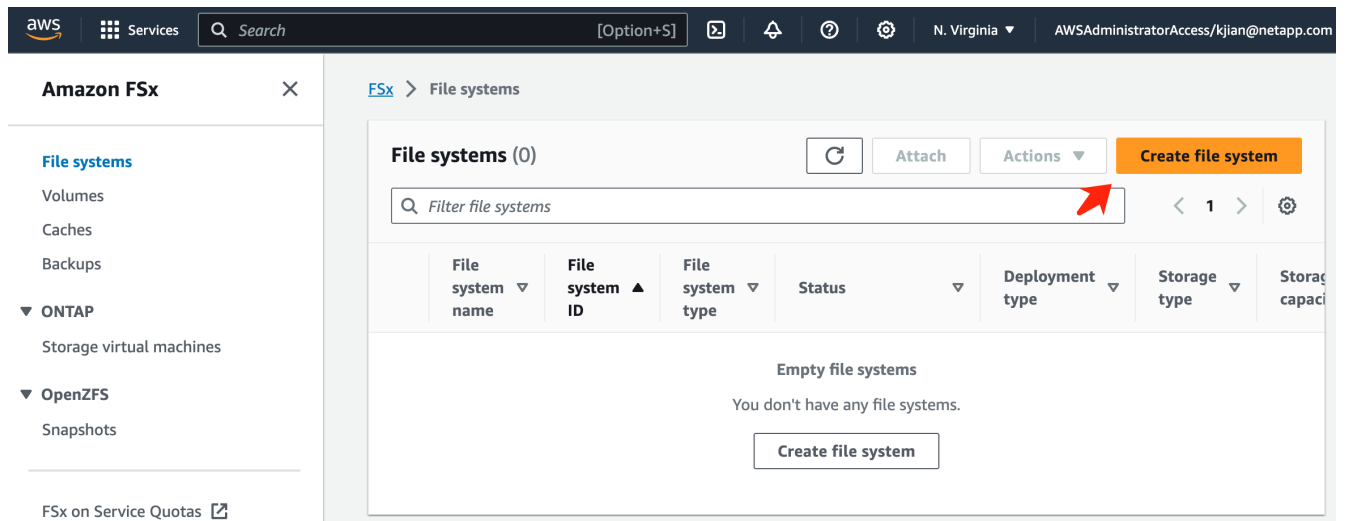 aws
Services
Search
[Option+S]
N. Virginia
AWSAdministratorAccess/kjian@netapp.com
Amazon FSx
File systems
Volumes
Caches
Backups
ONTAP
Storage virtual machines
OpenZFS
Snapshots
FSx on Service Quotas
FSx
File systems
File systems (0)
Attach
Actions
Create file system
Filter file systems
1
File
system
name
File
system
ID
File
system
type
Status
Deployment
type
Storage
type
Storag
capaci
Empty file systems
You don't have any file systems.
Create file system